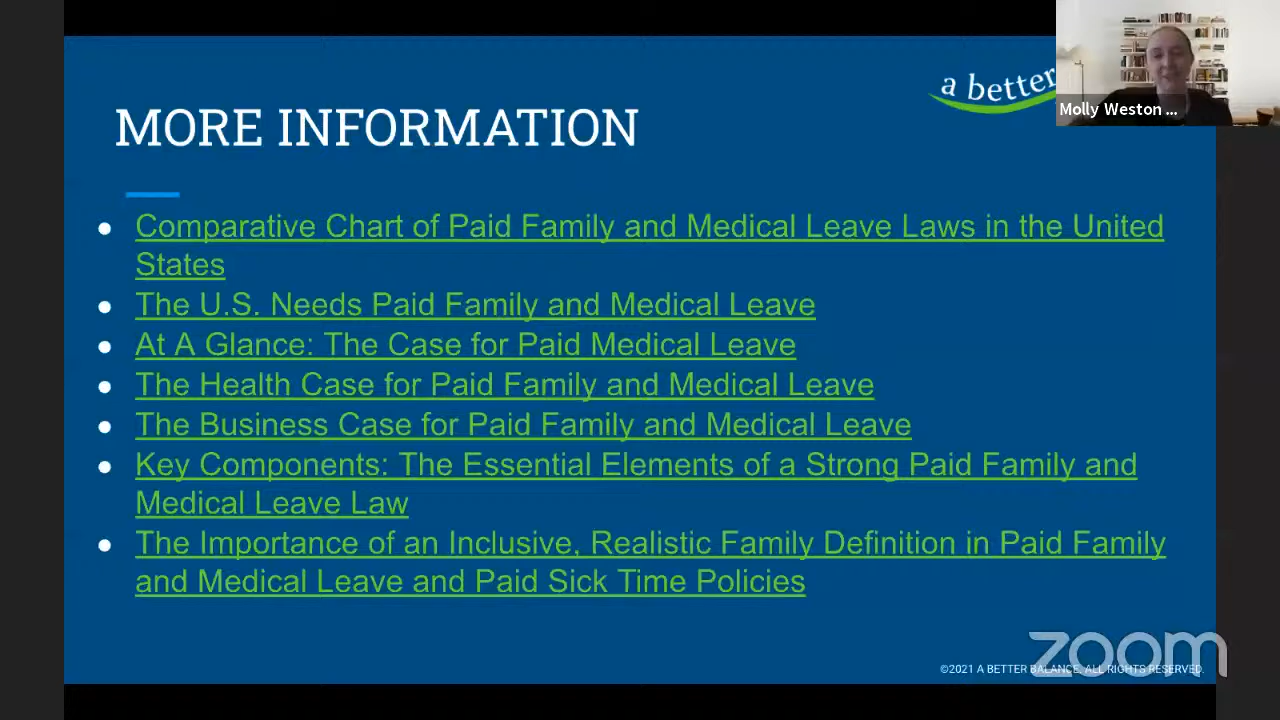 a better
Molly Weston ...
MORE INFORMATION
Comparative Chart of Paid Family and Medical Leave Laws in the United
States
The U.S. Needs Paid Family and Medical Leave
At A Glance: The Case for Paid Medical Leave
The Health Case for Paid Family and Medical Leave
The Business Case for Paid Family and Medical Leave
Key Components: The Essential Elements of a Strong Paid Family and
Medical Leave Law
The Importance of an Inclusive, Realistic Family Definition in Paid Family
and Medical Leave and Paid Sick Time Policies
zoom
©2021 A BETTER BALANCE, ALL RIGHTS RESERVED.